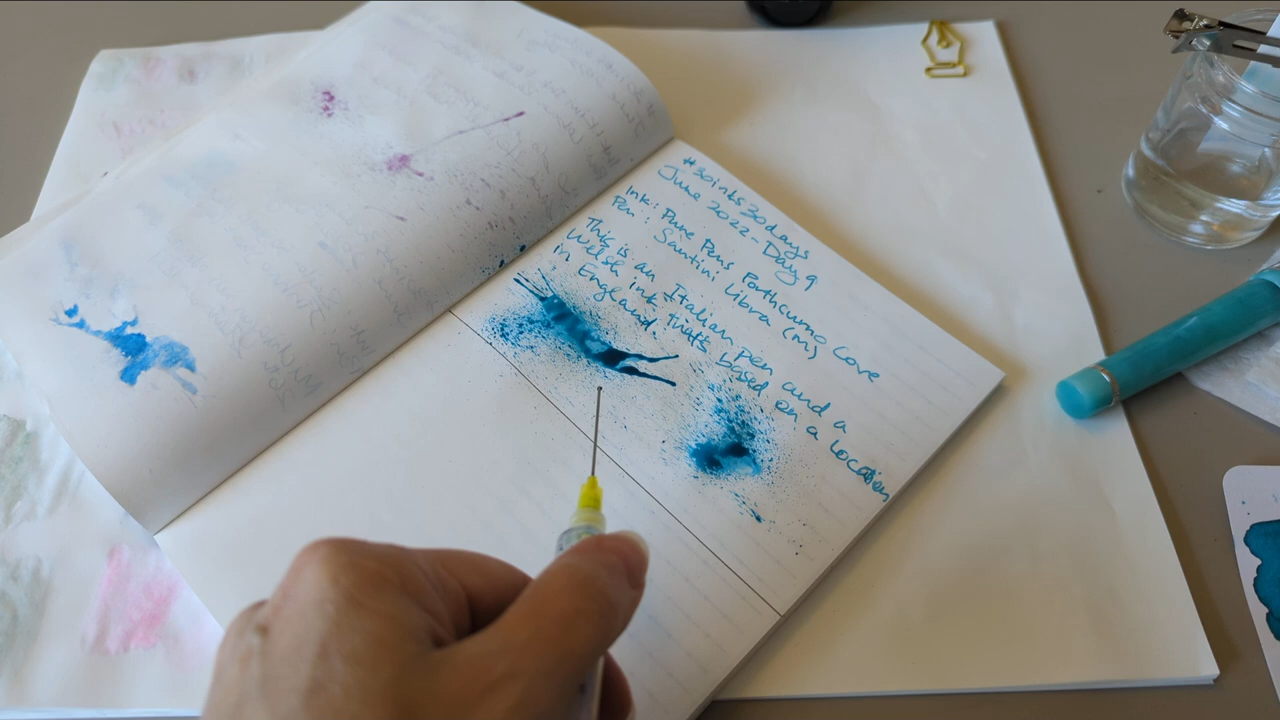 #30inks30days
June 2022 - Day 9
Ink: Pure Pens Porthcurno Cove
Pen: Santini Libra (M)
This is an Italian pen and a
Welsh ink that's based on a location
in England.